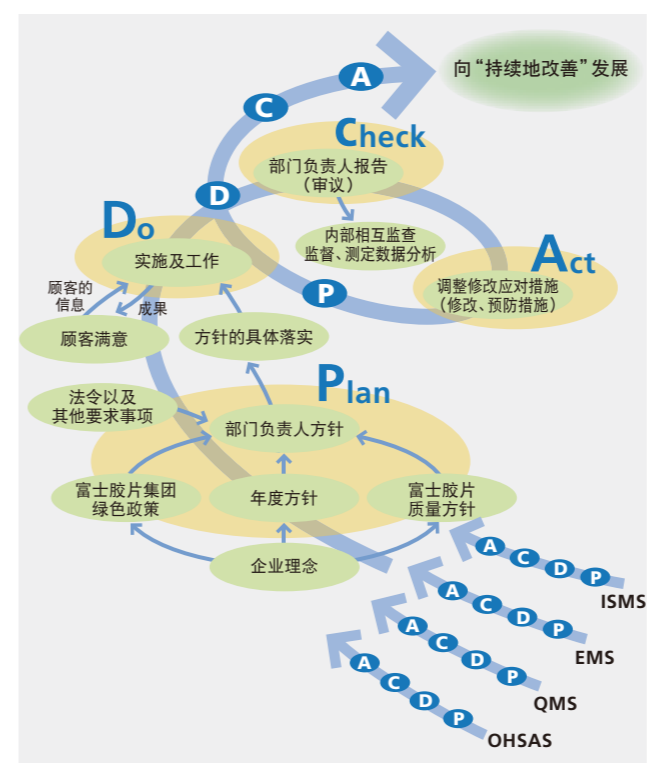 向“持续地改善”发展
A
C
D
P
Check
部门负责人报告
（审议）
内部相互监查
监督、测定数据分析
Do
实施及工作
Act
调整修改应对措施
（修改、预防措施）
顾客的
信息
成果
顾客满意
方针的具体落实
Plan
法令以及
其他要求事项
部门负责人方针
富士胶片集团
绿色政策
年度方针
富士胶片
质量方针
企业理念
A C D P
ISMS
A C D P
EMS
A C D P
QMS
A C D P
OHSAS